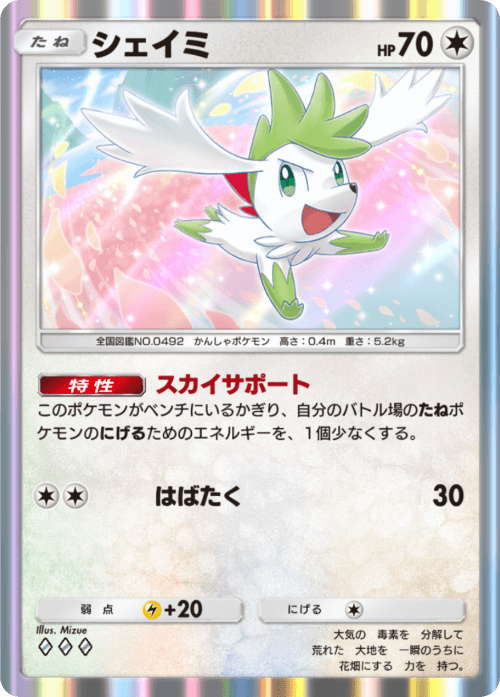 たね シェイミ HP70
全国図鑑NO.0492 かんしゃポケモン 高さ：0.4m 重さ：5.2kg
特性 スカイサポート
このポケモンがベンチにいるかぎり、自分のバトル場のたねポ
ケモンのにげるためのエネルギーを、1個少なくする。
はばたく 30
弱点 +20 にげる
Illus. Mizue
大気の 毒素を 分解して
荒れた 大地を 一瞬のうちに
花畑にする 力を 持つ。